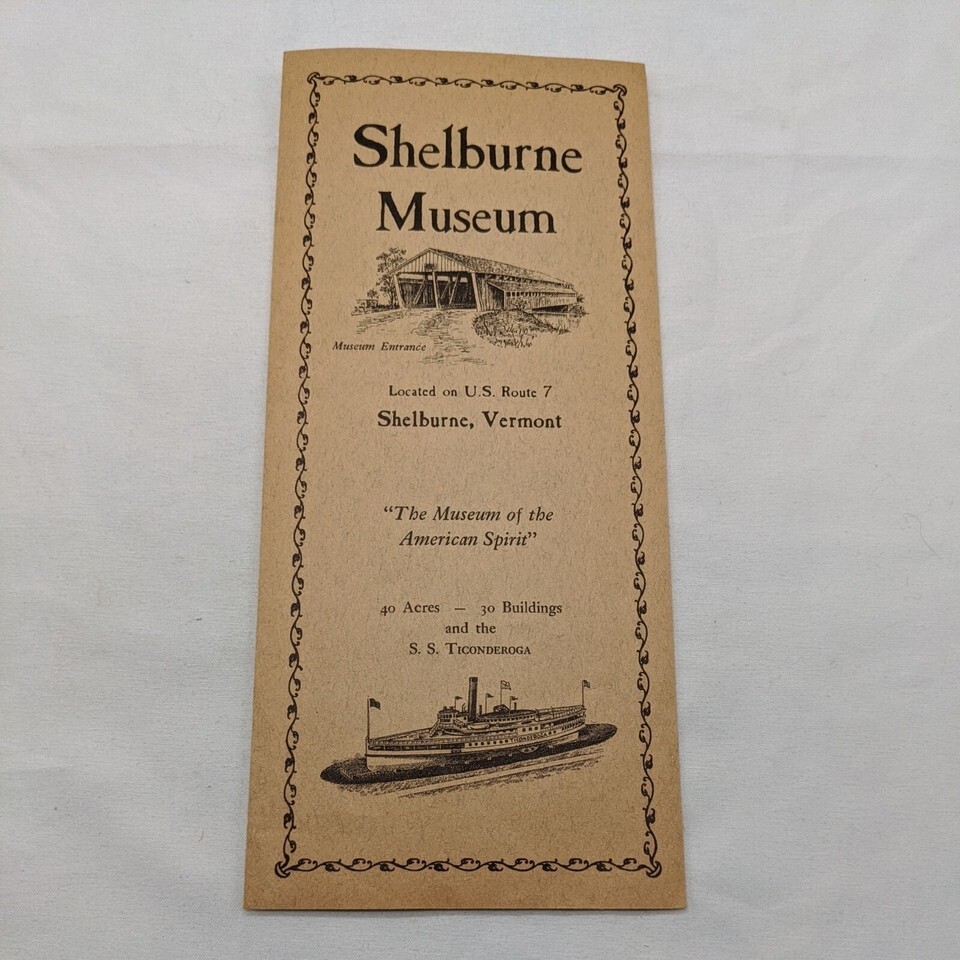 Shelburne
Museum
Museum Entrance
Located on U.S. Route 7
Shelburne, Vermont
"The Museum of the
American Spirit"
40 Acres — 30 Buildings
and the
S. S. TICONDEROGA
TICONDEROGA